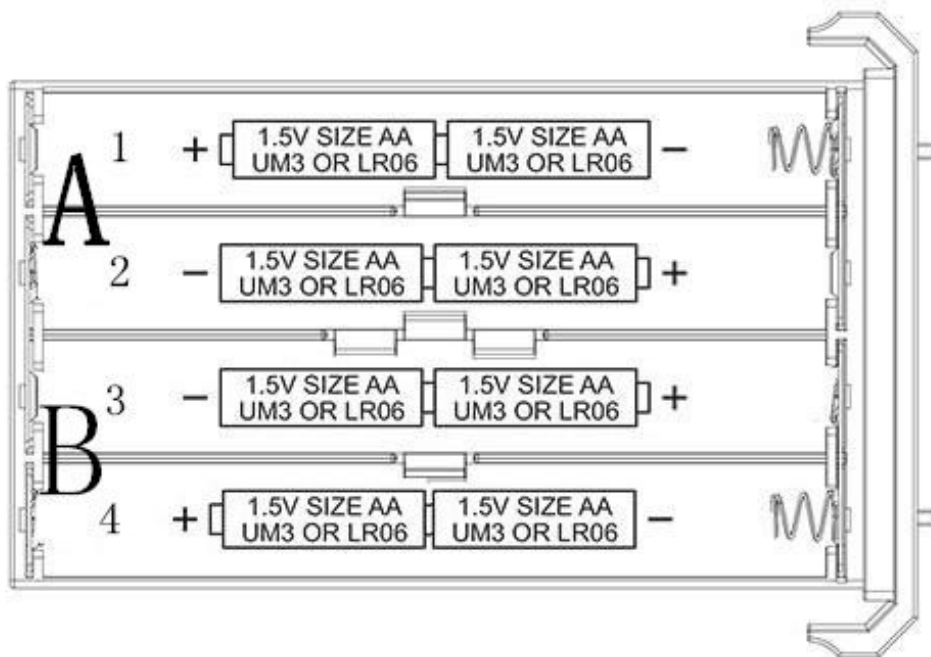 1 + 1.5V SIZE AA 1.5V SIZE AA -
UM3 OR LR06 UM3 OR LR06
A
2 - 1.5V SIZE AA 1.5V SIZE AA +
UM3 OR LR06 UM3 OR LR06
3 - 1.5V SIZE AA 1.5V SIZE AA +
UM3 OR LR06 UM3 OR LR06
B
4 + 1.5V SIZE AA 1.5V SIZE AA -
UM3 OR LR06 UM3 OR LR06